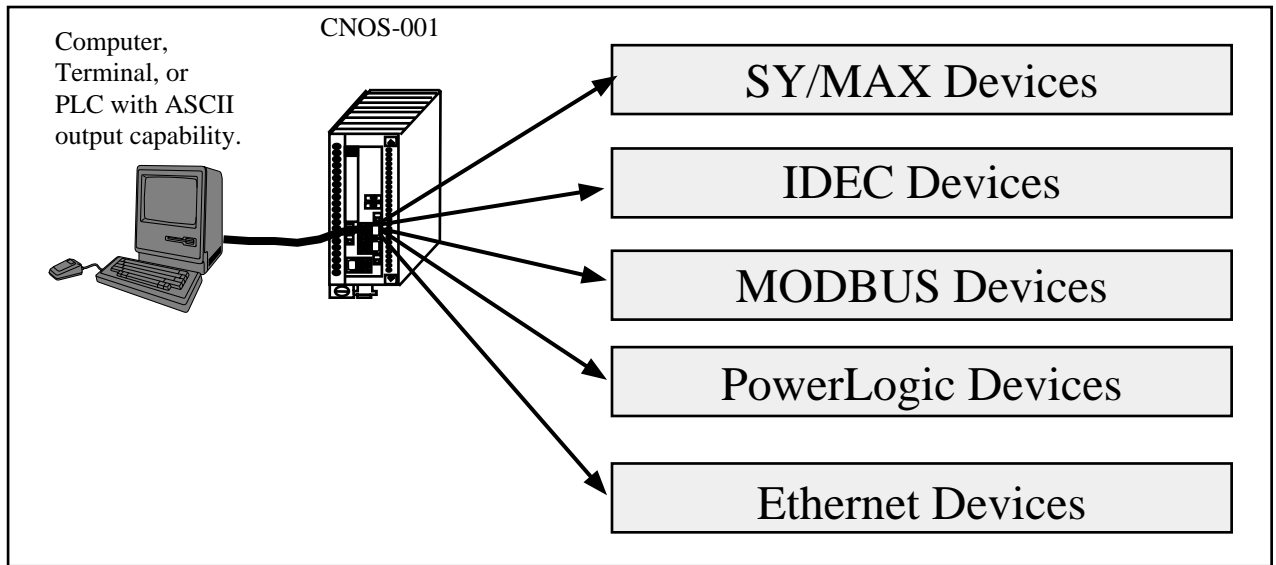 Computer,
Terminal, or
PLC with ASCII
output capability.
CNOS-001
SY/MAX Devices
IDEC Devices
MODBUS Devices
PowerLogic Devices
Ethernet Devices